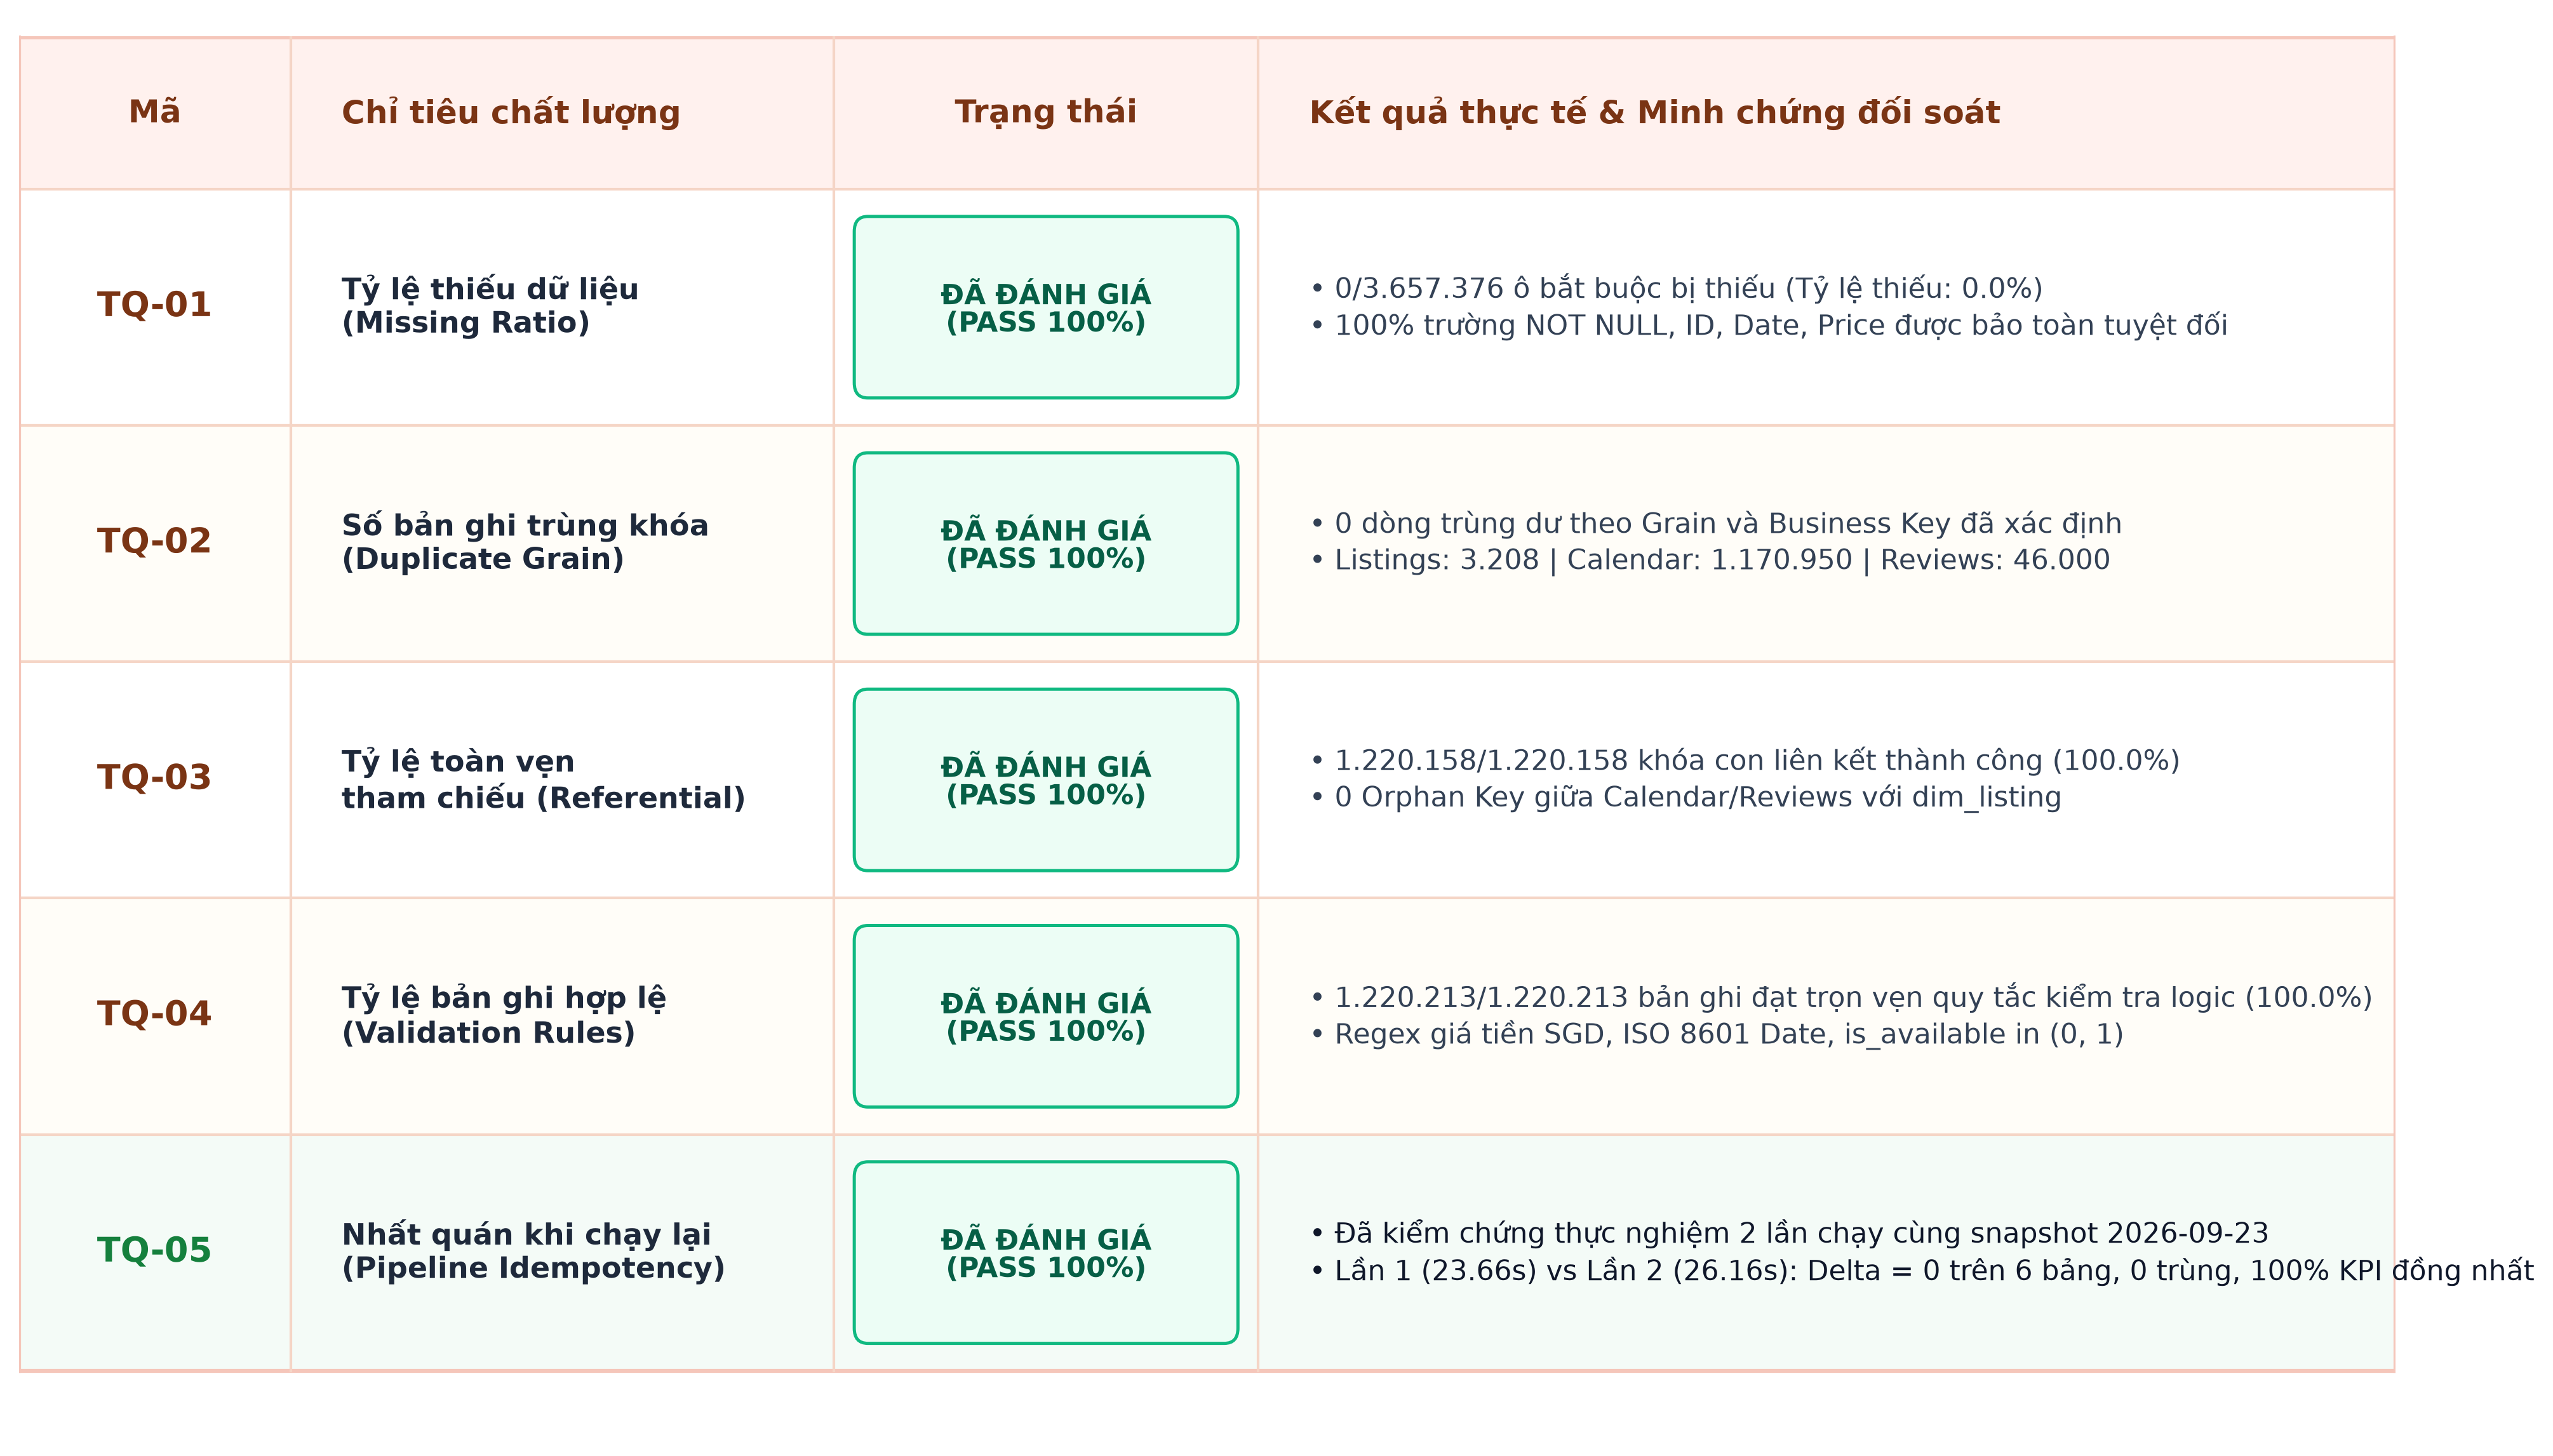 Mã
Chỉ tiêu chất lượng
Trạng thái
Kết quả thực tế & Minh chứng đối soát
TQ-01
Tỷ lệ thiếu dữ liệu
(Missing Ratio)
ĐÃ ĐÁNH GIÁ
(PASS 100%)
• 0/3.657.376 ô bắt buộc bị thiếu (Tỷ lệ thiếu: 0.0%)
• 100% trường NOT NULL, ID, Date, Price được bảo toàn tuyệt đối
TQ-02
Số bản ghi trùng khóa
(Duplicate Grain)
ĐÃ ĐÁNH GIÁ
(PASS 100%)
• 0 dòng trùng dư theo Grain và Business Key đã xác định
• Listings: 3.208 | Calendar: 1.170.950 | Reviews: 46.000
TQ-03
Tỷ lệ toàn vẹn
tham chiếu (Referential)
ĐÃ ĐÁNH GIÁ
(PASS 100%)
• 1.220.158/1.220.158 khóa con liên kết thành công (100.0%)
• 0 Orphan Key giữa Calendar/Reviews với dim_listing
TQ-04
Tỷ lệ bản ghi hợp lệ
(Validation Rules)
ĐÃ ĐÁNH GIÁ
(PASS 100%)
• 1.220.213/1.220.213 bản ghi đạt trọn vẹn quy tắc kiểm tra logic (100.0%)
• Regex giá tiền SGD, ISO 8601 Date, is_available in (0, 1)
TQ-05
Nhất quán khi chạy lại
(Pipeline Idempotency)
ĐÃ ĐÁNH GIÁ
(PASS 100%)
• Đã kiểm chứng thực nghiệm 2 lần chạy cùng snapshot 2026-09-23
• Lần 1 (23.66s) vs Lần 2 (26.16s): Delta = 0 trên 6 bảng, 0 trùng, 100% KPI đồng nhất